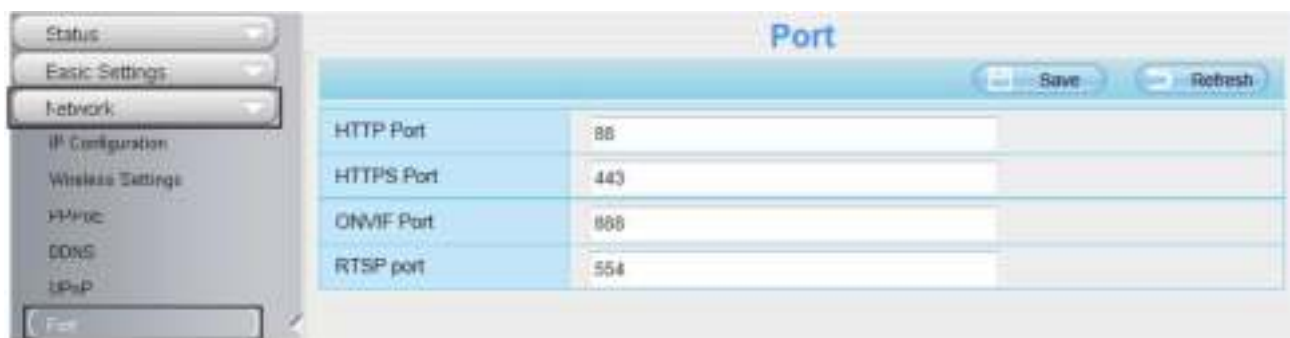 Status
Basic Settings
Network
IP Configuration
Wireless Settings
PPPoE
DDNS
UPnP
Port
Port
Save Refresh
HTTP Port 88
HTTPS Port 443
ONVIF Port 888
RTSP port 554